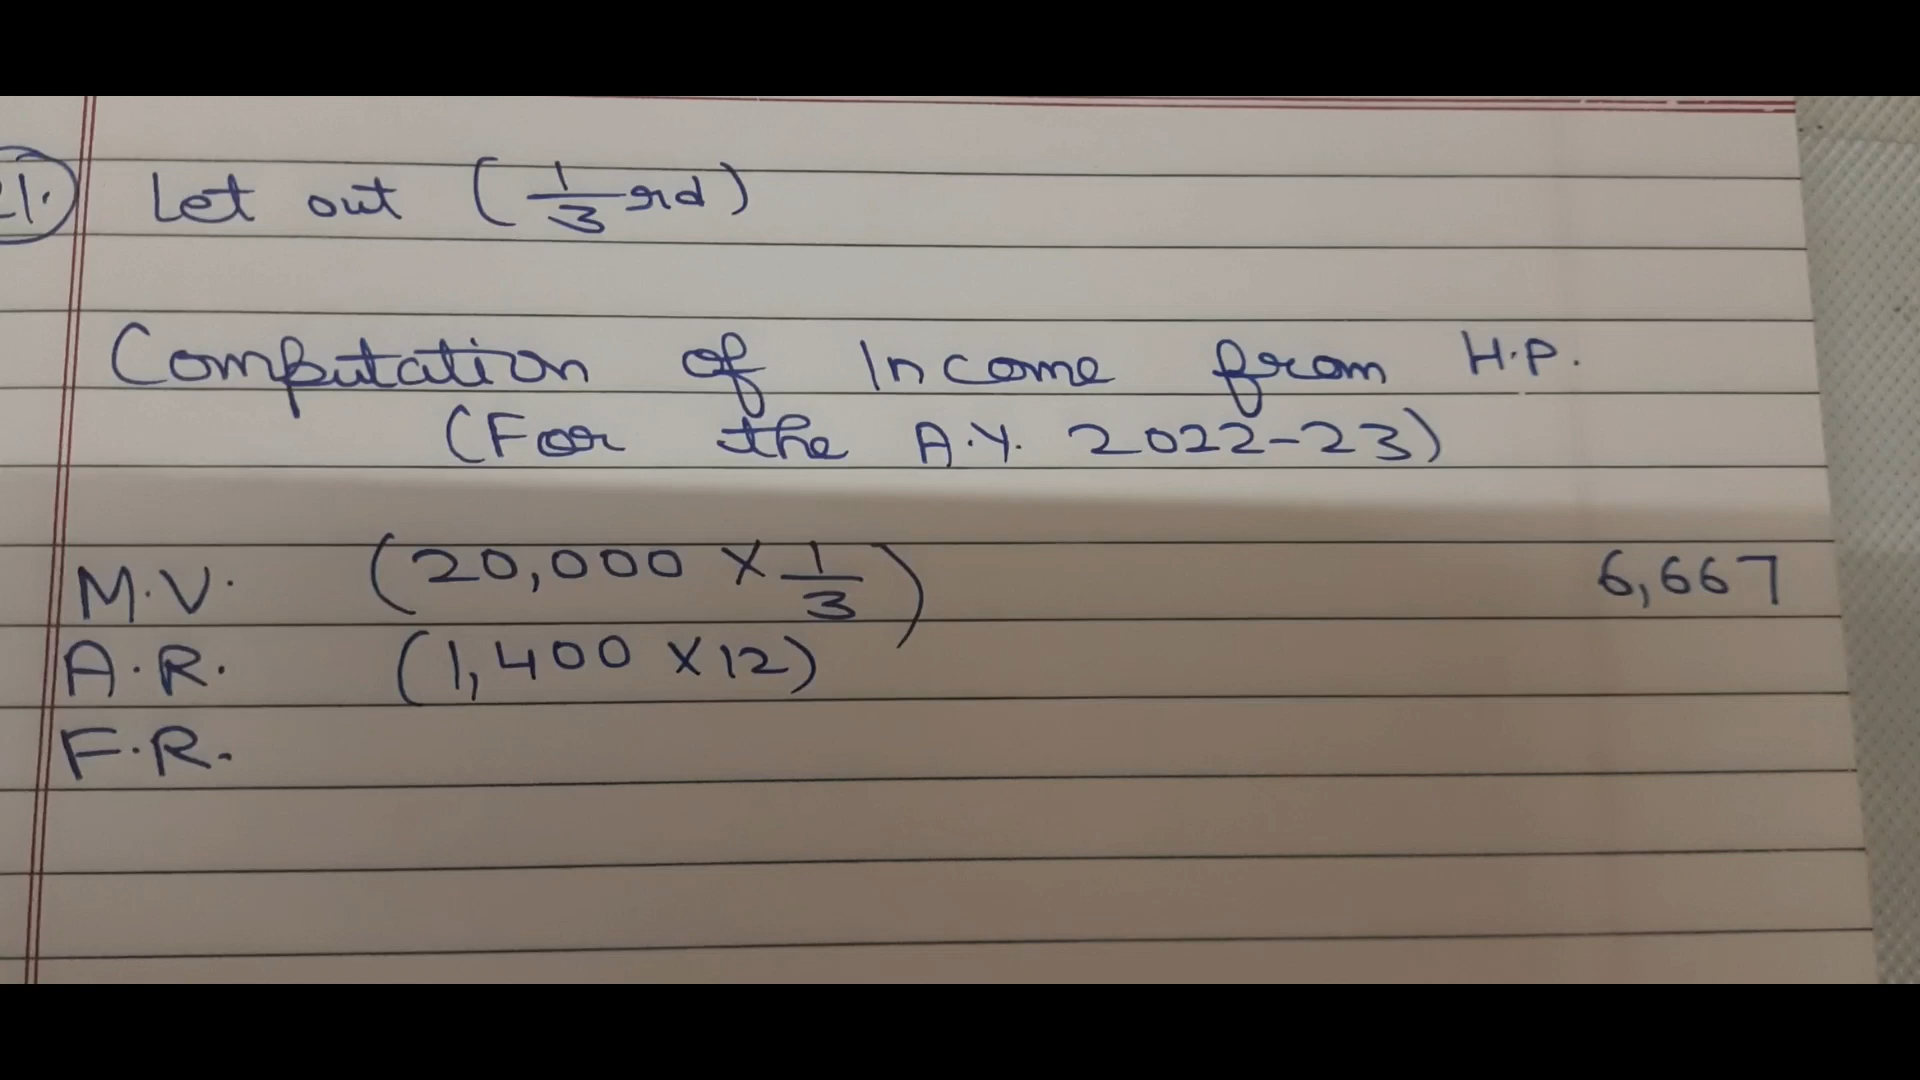 Let out (1/3 rd)
Computation of Income from H.P.
(For the A.Y. 2022-23)
M.V. (20,000 X 1/3) 6,667
A.R. (1,400 X 12)
F.R.